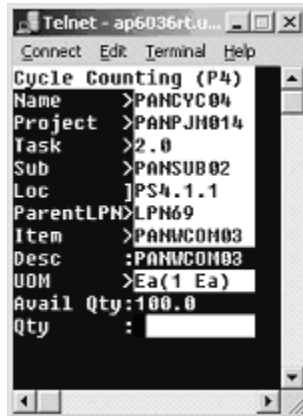 Telnet - ap6036rt.u...
Connect Edit Terminal Help
Cycle Counting (P4)
Name >PANCYC04
Project >PANPJM014
Task >2.0
Sub >PANSUB02
Loc ]PS4.1.1
ParentLPN>LPN69
Item >PANWCOM03
Desc :PANWCOM03
UOM >Ea(1 Ea)
Avail Qty:100.0
Qty :